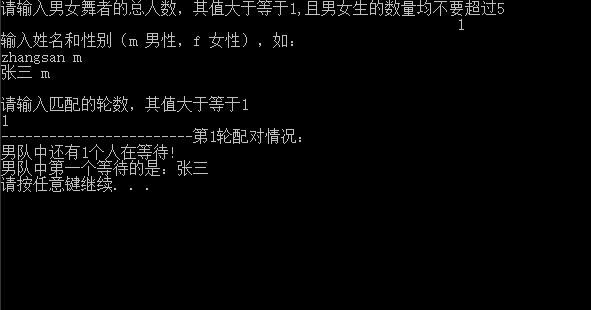 请输入男女舞者的总人数，其值大于等于1,且男女生的数量均不要超过5
1
输入姓名和性别（m 男性，f 女性），如：
zhangsan m
张三 m
请输入匹配的轮数，其值大于等于1
1
------------------------第1轮配对情况：
男队中还有1个人在等待!
男队中第一个等待的是：张三
请按任意键继续. . .